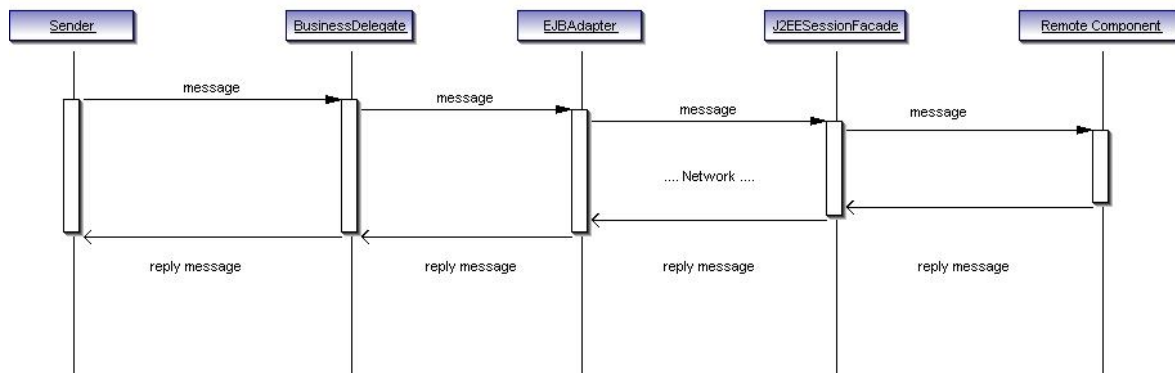 Sender
BusinessDelegate
EJBAdapter
J2EESessionFacade
Remote Component
message
message
message
message
.... Network ....
reply message
reply message
reply message
reply message